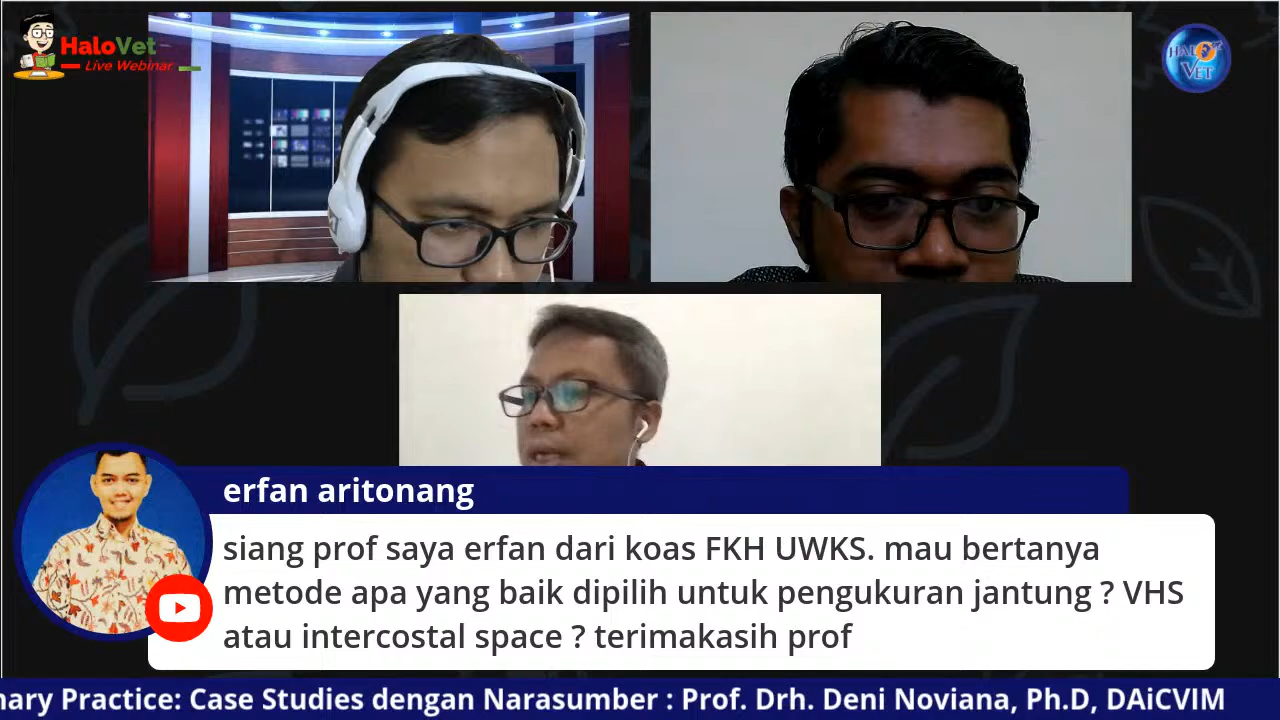 HaloVet
Live Webinar
HALO
VET
erfan aritonang
siang prof saya erfan dari koas FKH UWKS. mau bertanya
metode apa yang baik dipilih untuk pengukuran jantung ? VHS
atau intercostal space ? terimakasih prof
nary Practice: Case Studies dengan Narasumber : Prof. Drh. Deni Noviana, Ph.D, DAiCVIM